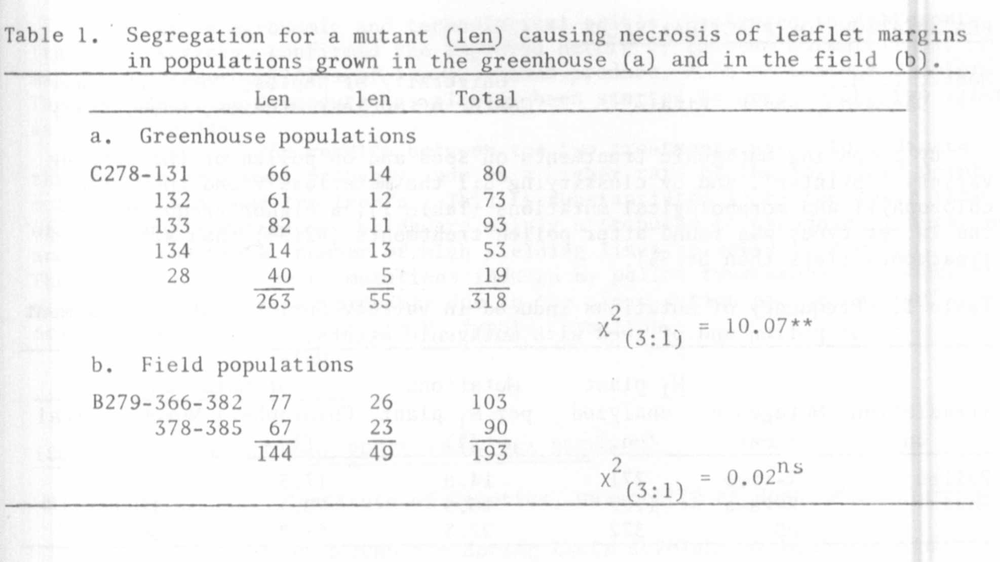 Table 1. Segregation for a mutant (len) causing necrosis of leaflet margins
in populations grown in the greenhouse (a) and in the field (b).
Len len Total
a. Greenhouse populations
C278-131 66 14 80
132 61 12 73
133 82 11 93
134 14 13 53
28 40 5 19
263 55 318
χ²(3:1) = 10.07**
b. Field populations
B279-366-382 77 26 103
378-385 67 23 90
144 49 193
χ²(3:1) = 0.02ns